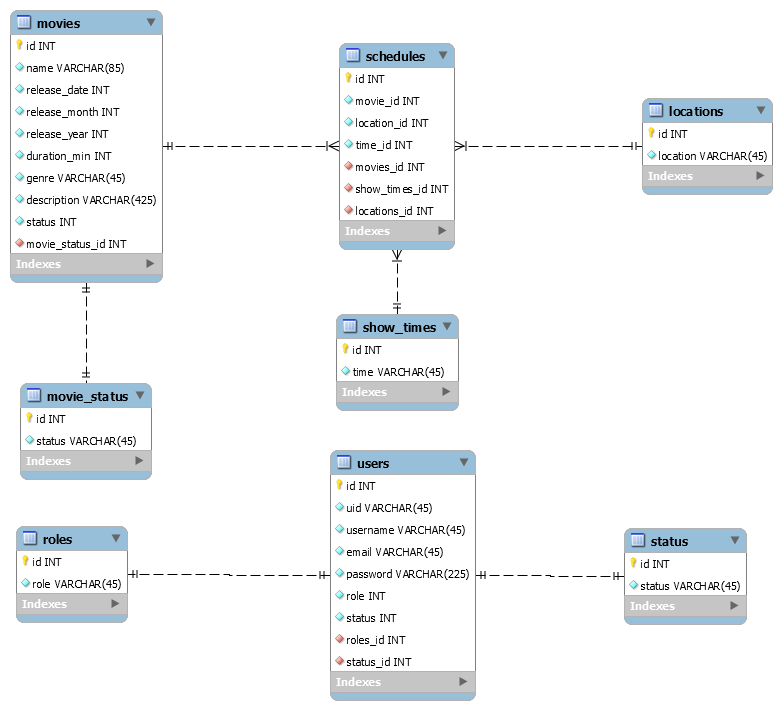 movies
id INT
name VARCHAR(85)
release_date INT
release_month INT
release_year INT
duration_min INT
genre VARCHAR(45)
description VARCHAR(425)
status INT
movie_status_id INT
Indexes
schedules
id INT
movie_id INT
location_id INT
time_id INT
movies_id INT
show_times_id INT
locations_id INT
Indexes
locations
id INT
location VARCHAR(45)
Indexes
show_times
id INT
time VARCHAR(45)
Indexes
movie_status
id INT
status VARCHAR(45)
Indexes
users
id INT
uid VARCHAR(45)
username VARCHAR(45)
email VARCHAR(45)
password VARCHAR(225)
role INT
status INT
roles_id INT
status_id INT
Indexes
roles
id INT
role VARCHAR(45)
Indexes
status
id INT
status VARCHAR(45)
Indexes